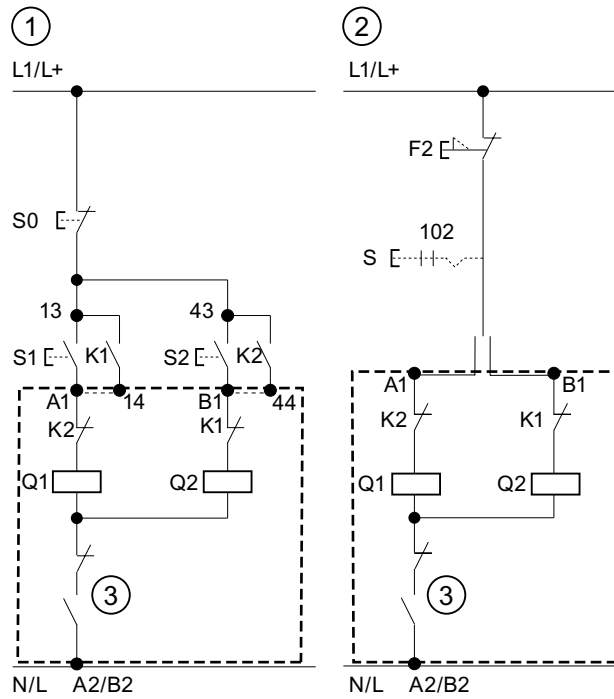 1
L1/L+
S0
13
43
S1
K1
S2
K2
A1
14
B1
44
K2
K1
Q1
Q2
3
N/L
A2/B2
2
L1/L+
F2
102
S
A1
B1
K2
K1
Q1
Q2
3
N/L
A2/B2